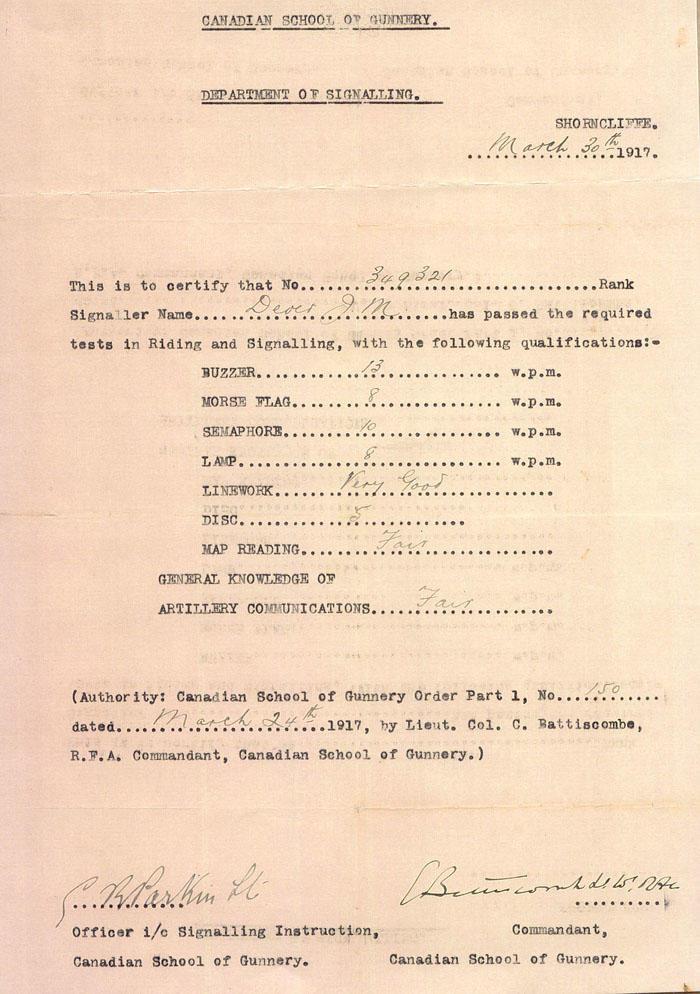 CANADIAN SCHOOL OF GUNNERY.
DEPARTMENT OF SIGNALLING.
SHORNCLIFFE.
March 30th 1917.
This is to certify that No....349321....Rank
Signaller Name.... J. M. ....has passed the required
tests in Riding and Signalling, with the following qualifications:-
BUZZER....13.... w.p.m.
MORSE FLAG....8.... w.p.m.
SEMAPHORE....10.... w.p.m.
LAMP....8.... w.p.m.
LINEWORK....Very Good....
DISC....5....
MAP READING....Fair....
GENERAL KNOWLEDGE OF
ARTILLERY COMMUNICATIONS....Fair....
(Authority: Canadian School of Gunnery Order Part 1, No....150....
dated....March 24th....1917, by Lieut. Col. C. Battiscombe,
R.F.A. Commandant, Canadian School of Gunnery.)
Parkin Lt
Officer i/c Signalling Instruction, Commandant,
Canadian School of Gunnery. Canadian School of Gunnery.